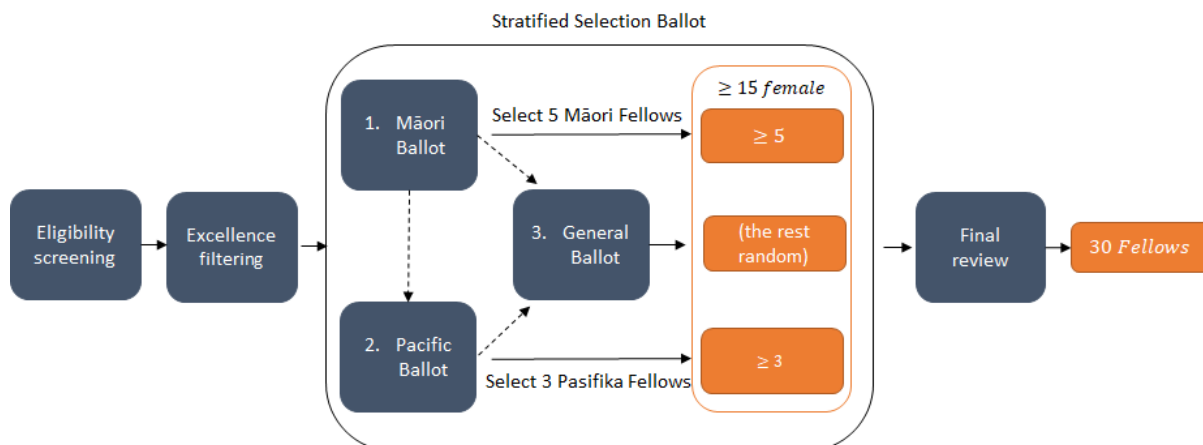 Stratified Selection Ballot
Eligibility
screening
Excellence
filtering
1. Māori
Ballot
Select 5 Māori Fellows
2. Pacific
Ballot
Select 3 Pasifika Fellows
3. General
Ballot
≥ 15 female
≥ 5
(the rest
random)
≥ 3
Final
review
30 Fellows